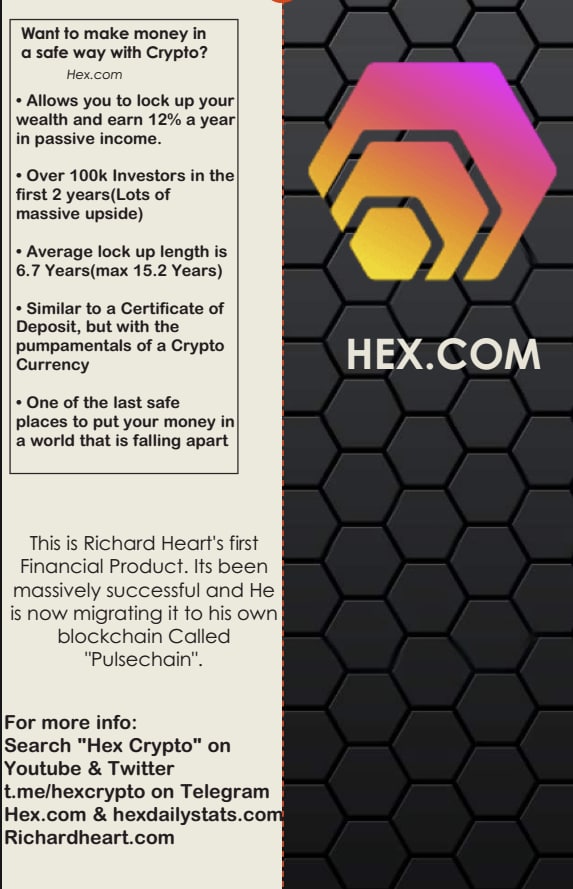 Want to make money in
a safe way with Crypto?
Hex.com
• Allows you to lock up your
wealth and earn 12% a year
in passive income.
• Over 100k Investors in the
first 2 years(Lots of
massive upside)
• Average lock up length is
6.7 Years(max 15.2 Years)
• Similar to a Certificate of
Deposit, but with the
pumpamentals of a Crypto
Currency
• One of the last safe
places to put your money in
a world that is falling apart
This is Richard Heart's first
Financial Product. Its been
massively successful and He
is now migrating it to his own
blockchain Called
"Pulsechain".
For more info:
Search "Hex Crypto" on
Youtube & Twitter
t.me/hexcrypto on Telegram
Hex.com & hexdailystats.com
Richardheart.com
HEX.COM